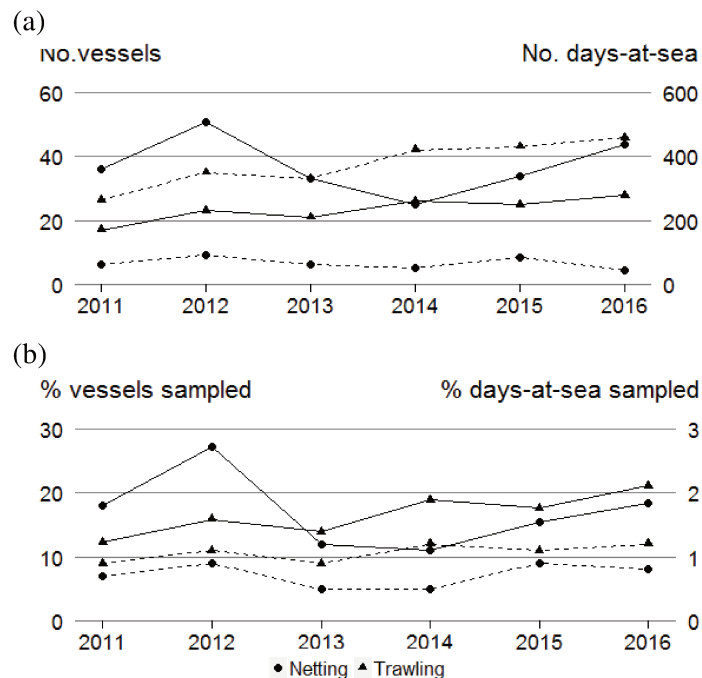 (a)
No.vessels No. days-at-sea
60 600
40 400
20 200
0 0
2011 2012 2013 2014 2015 2016
(b)
% vessels sampled % days-at-sea sampled
30 3
20 2
10 1
0 0
2011 2012 2013 2014 2015 2016
Netting Trawling